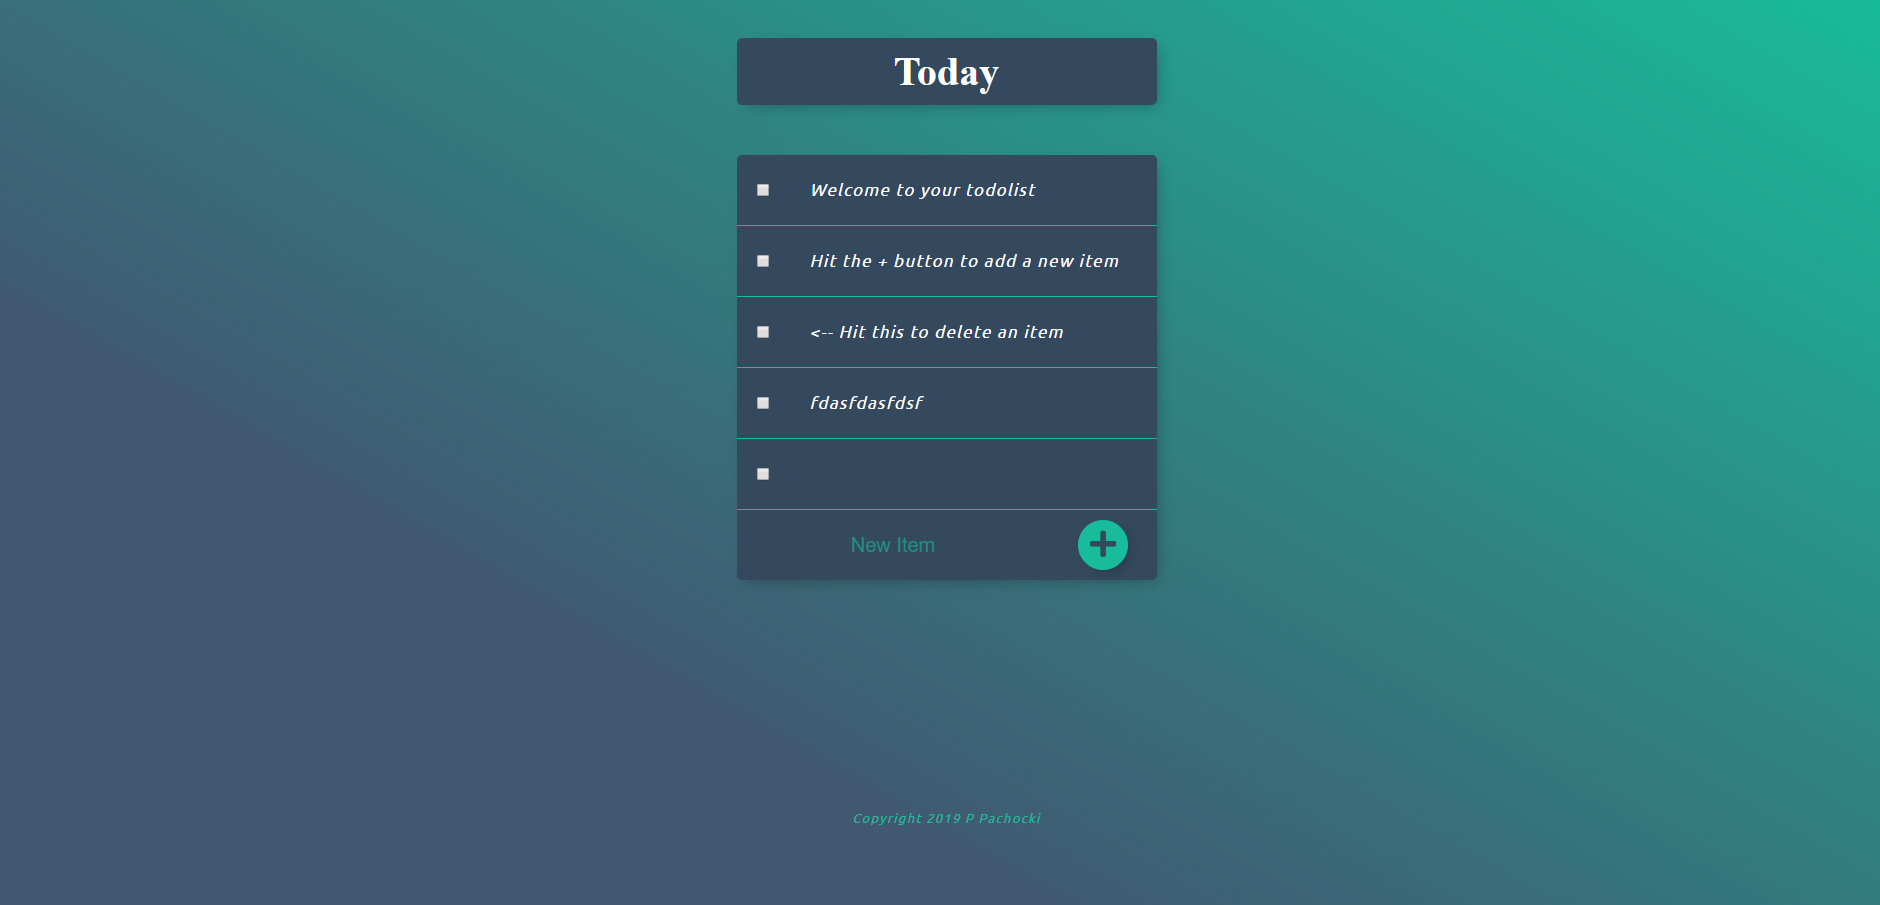 Today
Welcome to your todolist
Hit the + button to add a new item
<-- Hit this to delete an item
fdasfdasfdsf
New Item
Copyright 2019 P Pachocki